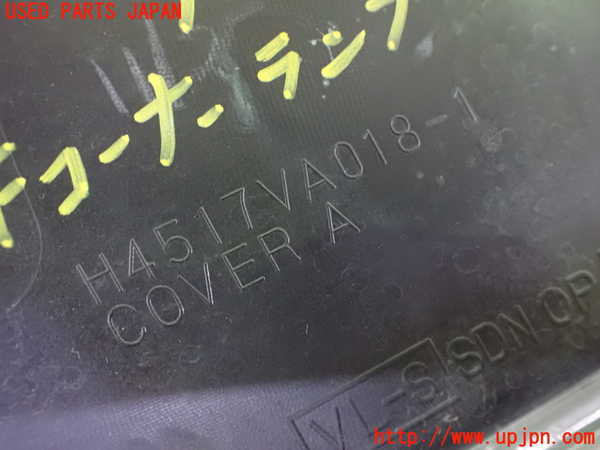 USED PARTS JAPAN
コーナーランプ
H4517VA018-1
COVER A
VL-S SDN OP
http://www.upjpn.com